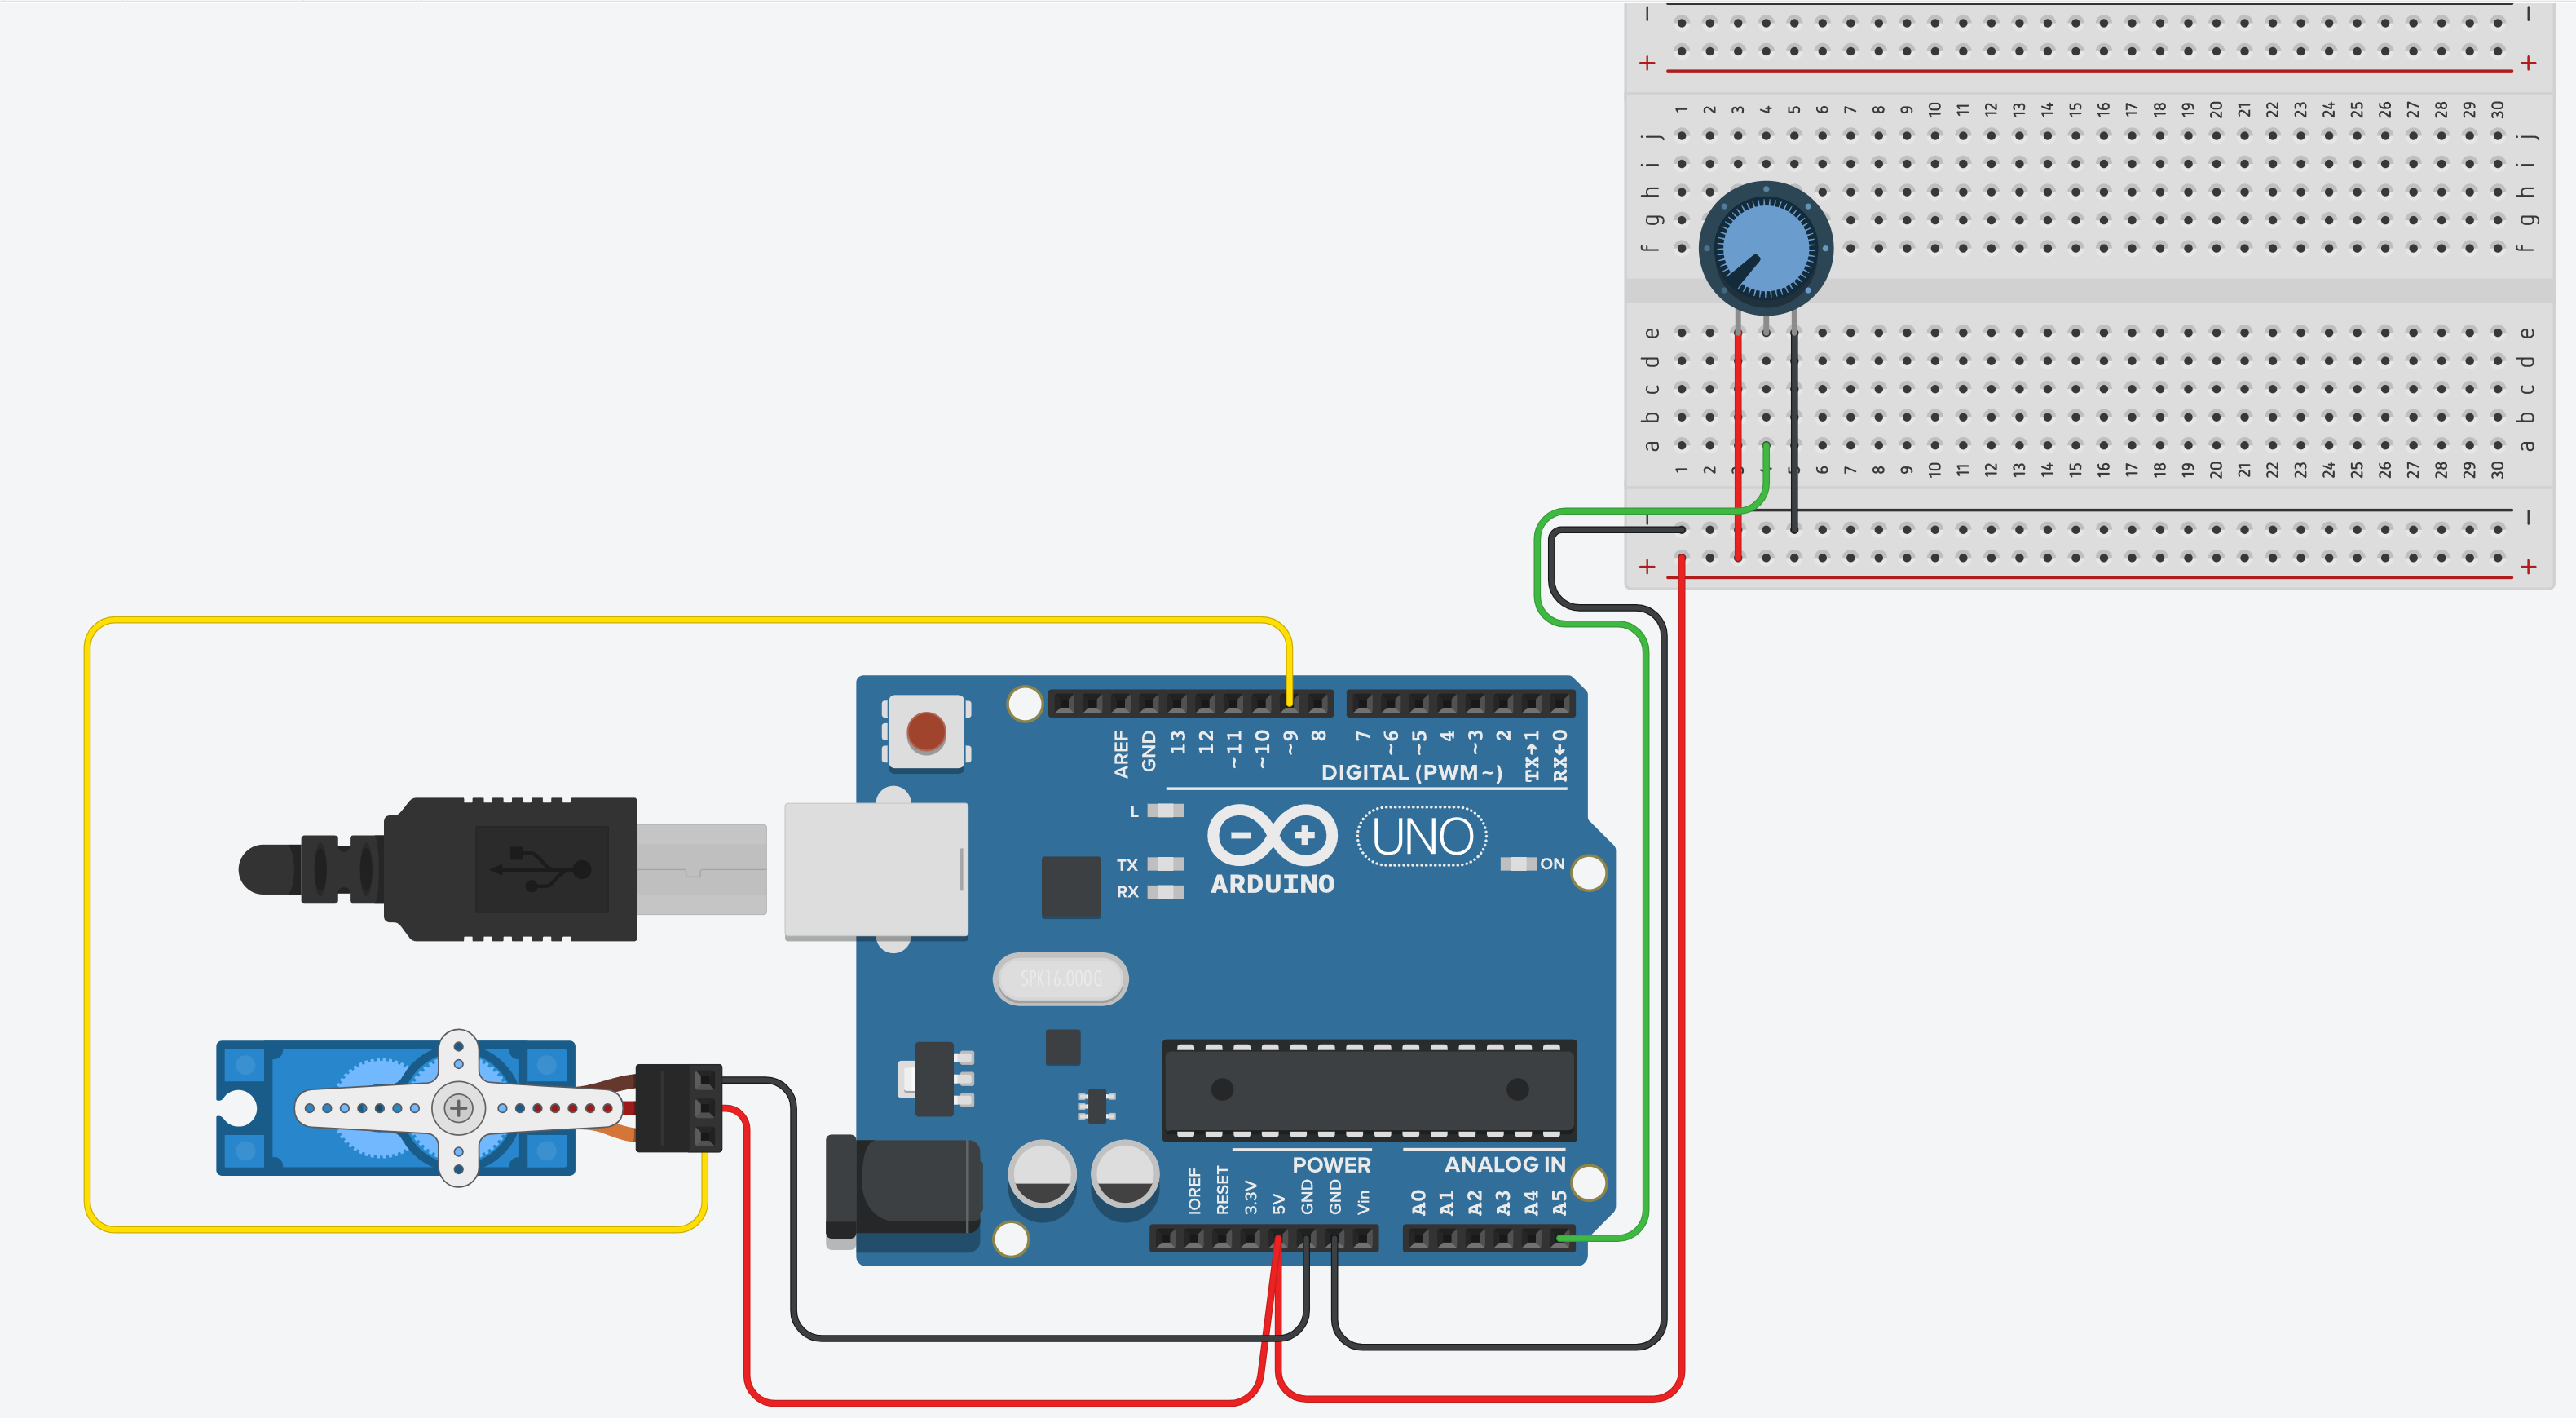 − −
+ +
1 2 3 4 5 6 7 8 9 10 11 12 13 14 15 16 17 18 19 20 21 22 23 24 25 26 27 28 29 30
j j
i i
h h
g g
f f
e e
d d
c c
b b
a a
1 2 3 4 5 6 7 8 9 10 11 12 13 14 15 16 17 18 19 20 21 22 23 24 25 26 27 28 29 30
− −
+ +
AREF GND 13 12 ~11 ~10 ~9 8 7 ~6 ~5 4 ~3 2 TX→1 RX←0
DIGITAL (PWM~)
L
UNO
TX ON
RX ARDUINO
SPK16.000G
POWER ANALOG IN
IOREF RESET 3.3V 5V GND GND Vin A0 A1 A2 A3 A4 A5